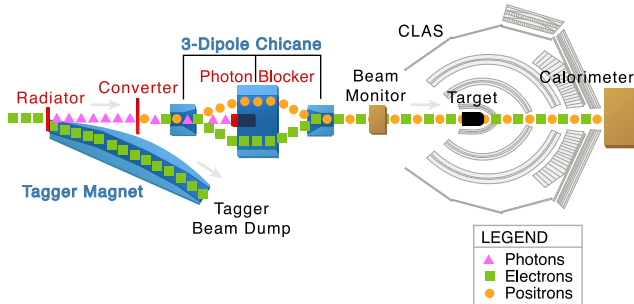 3-Dipole Chicane
CLAS
Photon Blocker
Converter
Radiator
Beam
Monitor
Target
Calorimeter
Tagger Magnet
Tagger
Beam Dump
LEGEND
Photons
Electrons
Positrons